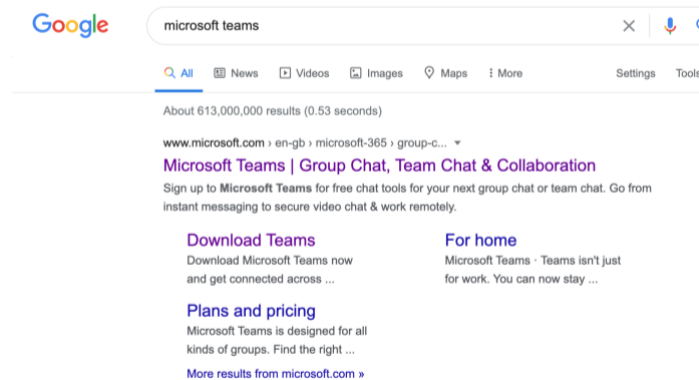 Google microsoft teams
All News Videos Images Maps More Settings Tools
About 613,000,000 results (0.53 seconds)
www.microsoft.com › en-gb › microsoft-365 › group-c...
Microsoft Teams | Group Chat, Team Chat & Collaboration
Sign up to Microsoft Teams for free chat tools for your next group chat or team chat. Go from
instant messaging to secure video chat & work remotely.
Download Teams
Download Microsoft Teams now
and get connected across ...
For home
Microsoft Teams · Teams isn't just
for work. You can now stay ...
Plans and pricing
Microsoft Teams is designed for all
kinds of groups. Find the right ...
More results from microsoft.com »